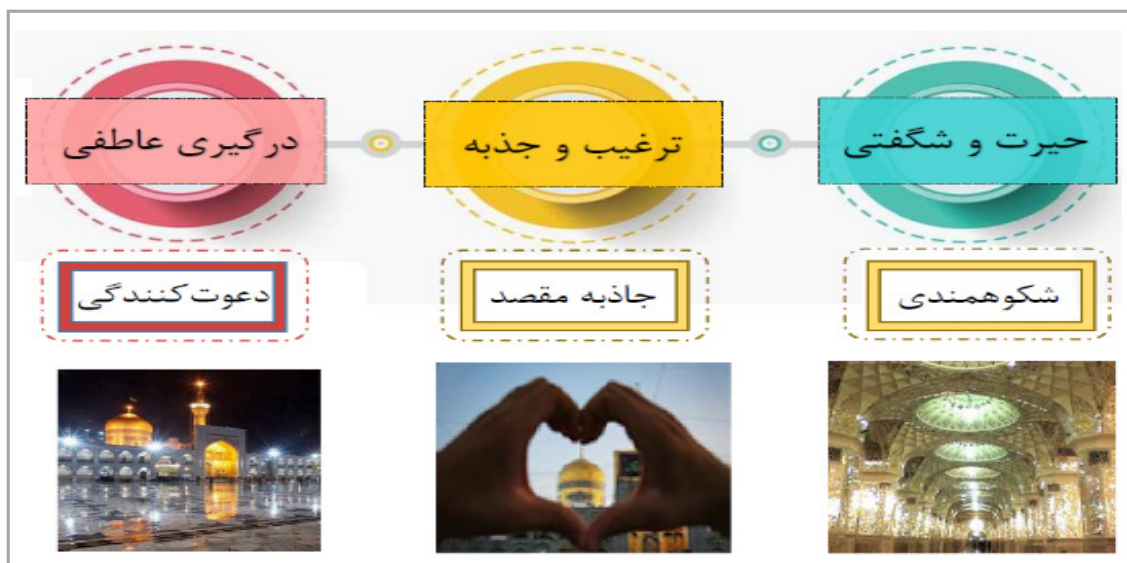 حیرت و شگفتی
ترغیب و جذبه
درگیری عاطفی
شکوهمندی
جاذبه مقصد
دعوت‌کنندگی